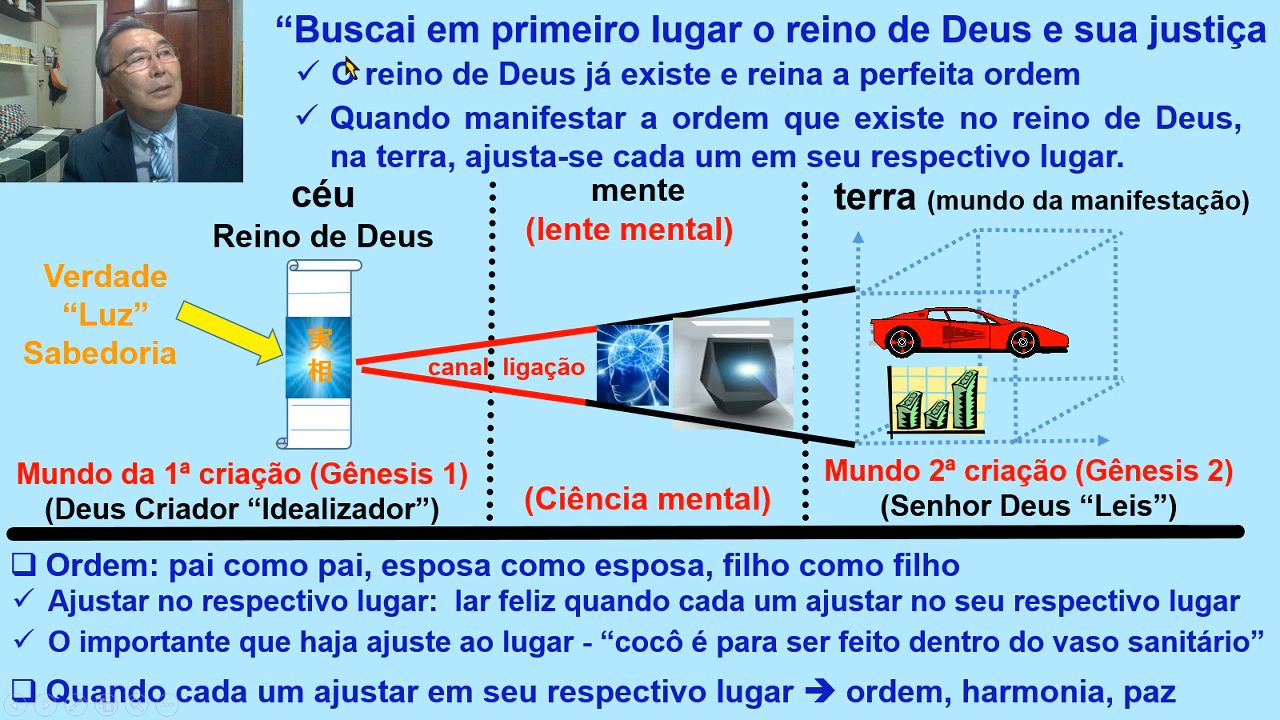 “Buscai em primeiro lugar o reino de Deus e sua justiça
✓ O reino de Deus já existe e reina a perfeita ordem
✓ Quando manifestar a ordem que existe no reino de Deus,
na terra, ajusta-se cada um em seu respectivo lugar.
céu
Reino de Deus
mente
(lente mental)
terra (mundo da manifestação)
Verdade
“Luz”
Sabedoria
実
相
canal ligação
Mundo da 1ª criação (Gênesis 1)
(Deus Criador “Idealizador”)
(Ciência mental)
Mundo 2ª criação (Gênesis 2)
(Senhor Deus “Leis”)
❑ Ordem: pai como pai, esposa como esposa, filho como filho
✓ Ajustar no respectivo lugar: lar feliz quando cada um ajustar no seu respectivo lugar
✓ O importante que haja ajuste ao lugar - “cocô é para ser feito dentro do vaso sanitário”
❑ Quando cada um ajustar em seu respectivo lugar ➔ ordem, harmonia, paz